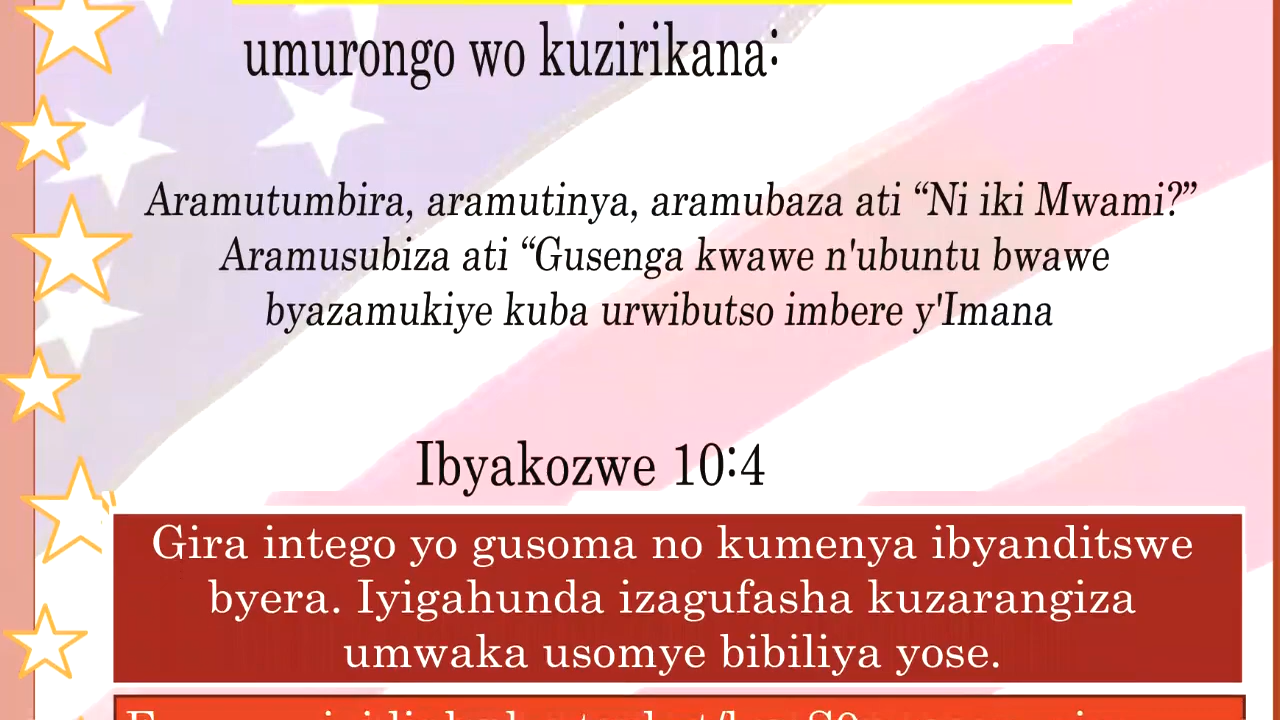 umurongo wo kuzirikana:
Aramutumbira, aramutinya, aramubaza ati “Ni iki Mwami?”
Aramusubiza ati “Gusenga kwawe n'ubuntu bwawe
byazamukiye kuba urwibutso imbere y'Imana
Ibyakozwe 10:4
Gira intego yo gusoma no kumenya ibyanditswe
byera. Iyigahunda izagufasha kuzarangiza
umwaka usomye bibiliya yose.